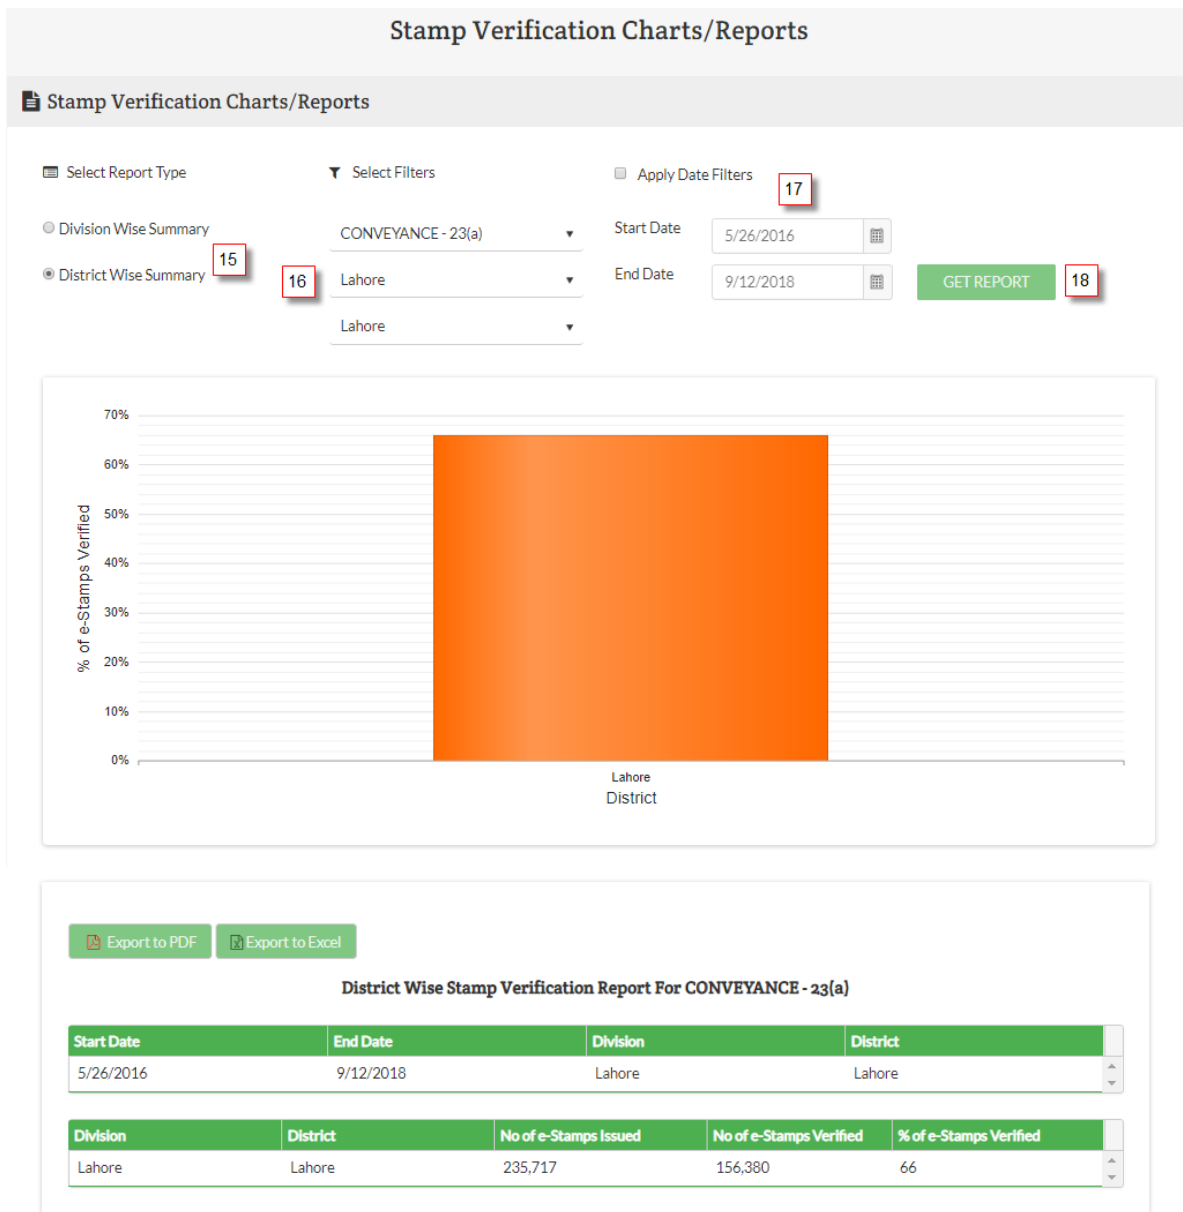 Stamp Verification Charts/Reports
Stamp Verification Charts/Reports
Select Report Type
Select Filters
Apply Date Filters
17
Division Wise Summary
CONVEYANCE - 23(a)
Start Date
5/26/2016
15
District Wise Summary
16
Lahore
End Date
9/12/2018
GET REPORT
18
Lahore
70%
60%
50%
40%
30%
20%
10%
0%
% of e-Stamps Verified
Lahore
District
Export to PDF
Export to Excel
District Wise Stamp Verification Report For CONVEYANCE - 23(a)
Start Date End Date Division District
5/26/2016 9/12/2018 Lahore Lahore
Division District No of e-Stamps Issued No of e-Stamps Verified % of e-Stamps Verified
Lahore Lahore 235,717 156,380 66